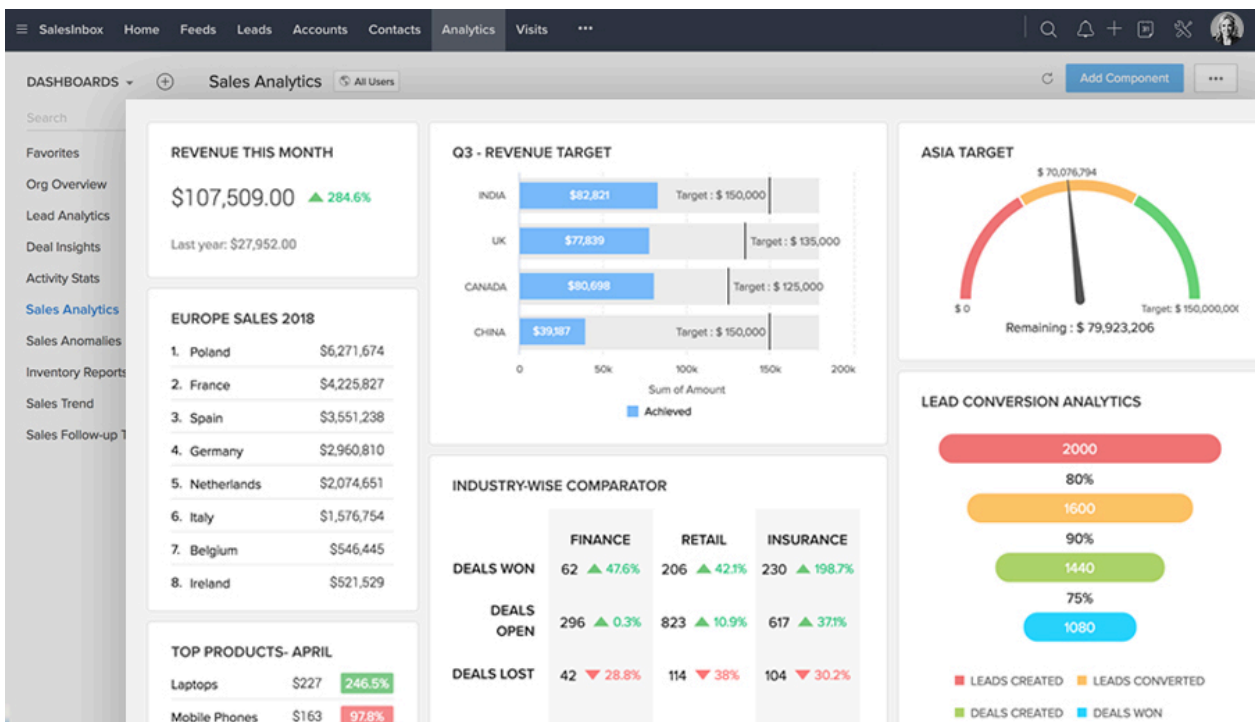 SalesInbox Home Feeds Leads Accounts Contacts Analytics Visits •••
31
DASHBOARDS Sales Analytics All Users
Add Component •••
Search
Favorites
Org Overview
Lead Analytics
Deal Insights
Activity Stats
Sales Analytics
Sales Anomalies
Inventory Reports
Sales Trend
Sales Follow-up T
REVENUE THIS MONTH
$107,509.00 ▲ 284.6%
Last year: $27,952.00
EUROPE SALES 2018
1. Poland $6,271,674
2. France $4,225,827
3. Spain $3,551,238
4. Germany $2,960,810
5. Netherlands $2,074,651
6. Italy $1,576,754
7. Belgium $546,445
8. Ireland $521,529
TOP PRODUCTS- APRIL
Laptops $227 246.5%
Mobile Phones $163 97.8%
Q3 - REVENUE TARGET
INDIA $82,821 Target : $ 150,000
UK $77,839 Target : $ 135,000
CANADA $80,698 Target : $ 125,000
CHINA $39,187 Target : $ 150,000
0 50k 100k 150k 200k
Sum of Amount
Achieved
INDUSTRY-WISE COMPARATOR
FINANCE RETAIL INSURANCE
DEALS WON 62 ▲ 47.6% 206 ▲ 42.1% 230 ▲ 198.7%
DEALS
OPEN 296 ▲ 0.3% 823 ▲ 10.9% 617 ▲ 37.1%
DEALS LOST 42 ▼ 28.8% 114 ▼ 38% 104 ▼ 30.2%
ASIA TARGET
$ 70,076,794
$ 0 Target: $ 150,000,00
Remaining : $ 79,923,206
LEAD CONVERSION ANALYTICS
2000
80%
1600
90%
1440
75%
1080
LEADS CREATED LEADS CONVERTED
DEALS CREATED DEALS WON